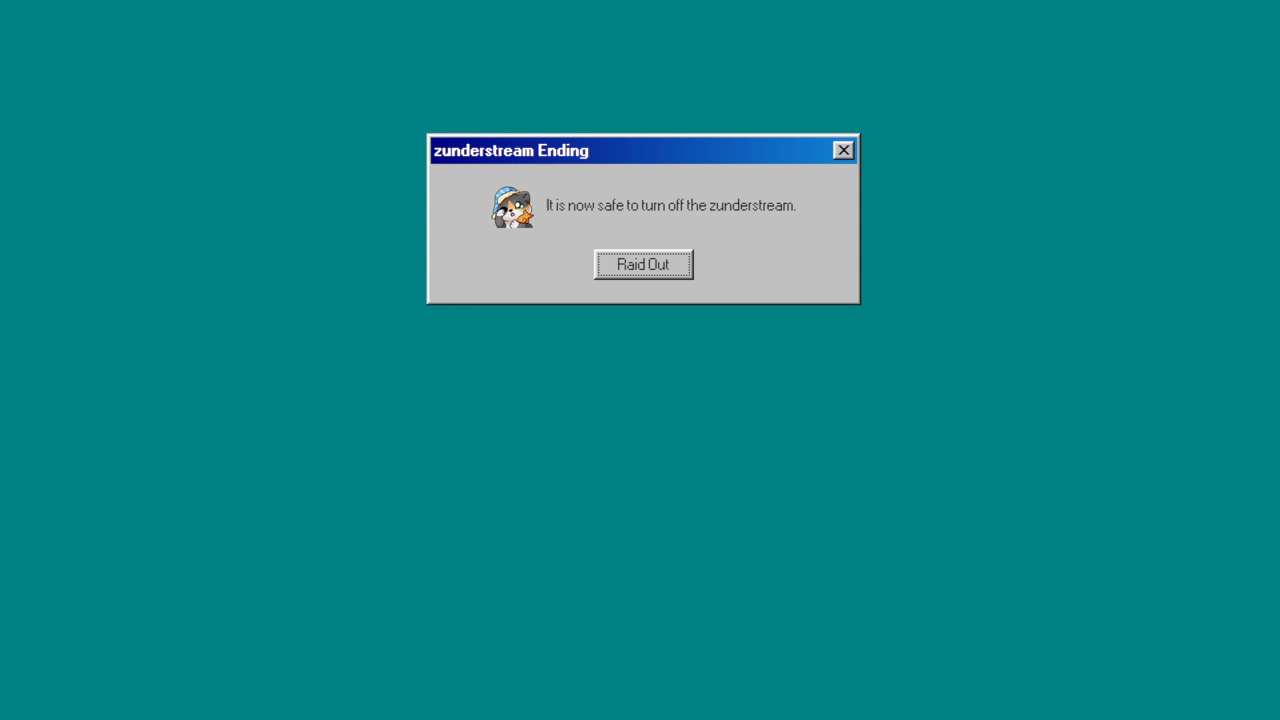 zunderstream Ending
It is now safe to turn off the zunderstream.
Raid Out